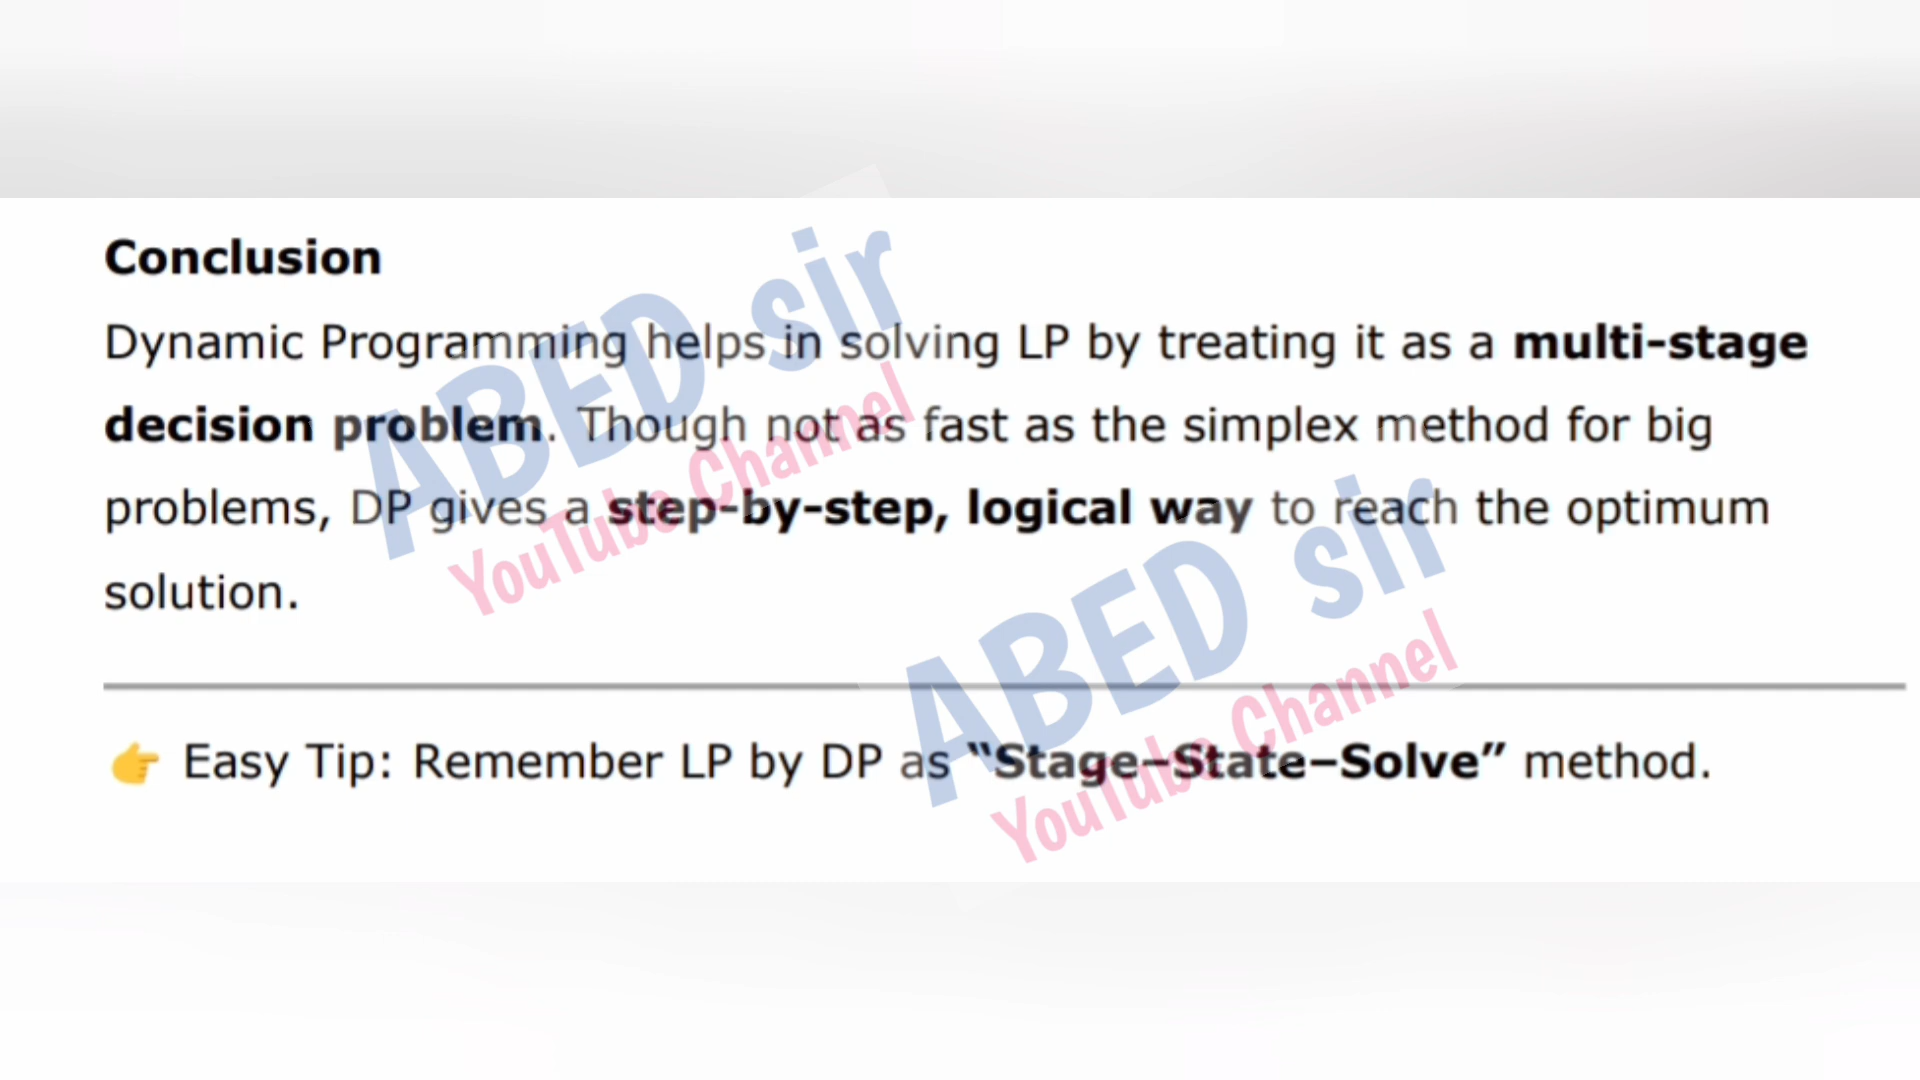 Conclusion
Dynamic Programming helps in solving LP by treating it as a multi-stage
decision problem. Though not as fast as the simplex method for big
problems, DP gives a step-by-step, logical way to reach the optimum
solution.
👉 Easy Tip: Remember LP by DP as “Stage–State–Solve” method.
ABED sir
YouTube Channel
ABED sir
YouTube Channel